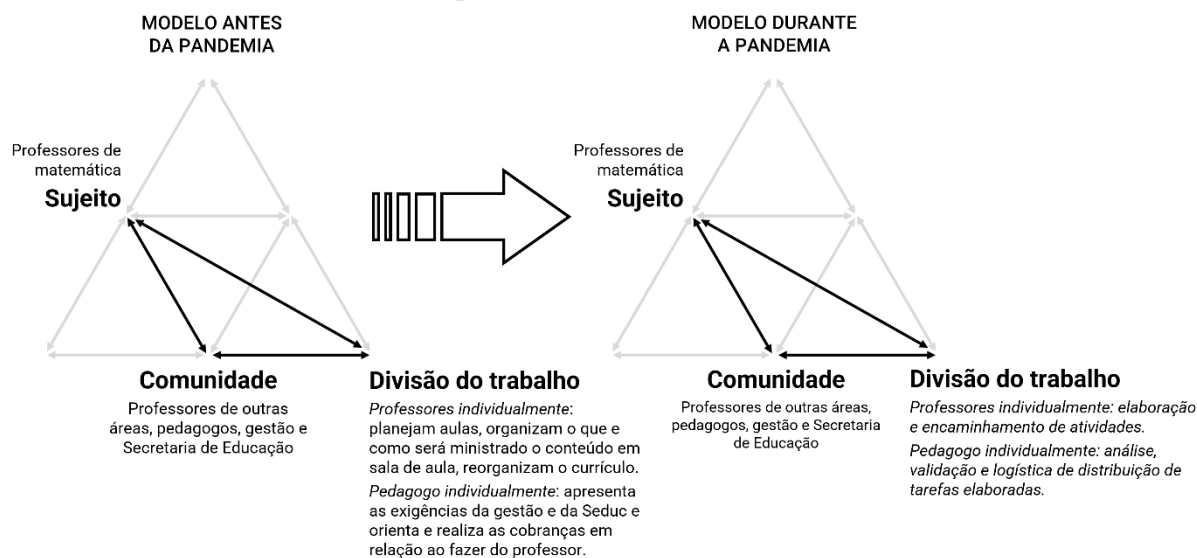 MODELO ANTES
DA PANDEMIA
Professores de
matemática
Sujeito
Comunidade
Professores de outras
áreas, pedagogos, gestão e
Secretaria de Educação
Divisão do trabalho
Professores individualmente:
planejam aulas, organizam o que e
como será ministrado o conteúdo em
sala de aula, reorganizam o currículo.
Pedagogo individualmente: apresenta
as exigências da gestão e da Seduc e
orienta e realiza as cobranças em
relação ao fazer do professor.
MODELO DURANTE
A PANDEMIA
Professores de
matemática
Sujeito
Comunidade
Professores de outras áreas,
pedagogos, gestão e Secretaria
de Educação
Divisão do trabalho
Professores individualmente: elaboração
e encaminhamento de atividades.
Pedagogo individualmente: análise,
validação e logística de distribuição de
tarefas elaboradas.